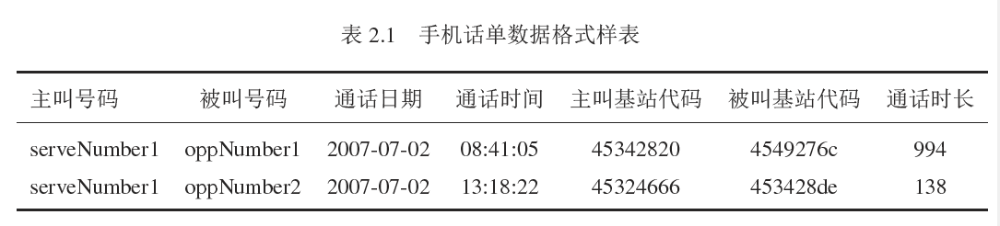 表 2.1 手机话单数据格式样表
主叫号码 被叫号码 通话日期 通话时间 主叫基站代码 被叫基站代码 通话时长
serveNumber1 oppNumber1 2007-07-02 08:41:05 45342820 4549276c 994
serveNumber1 oppNumber2 2007-07-02 13:18:22 45324666 453428de 138